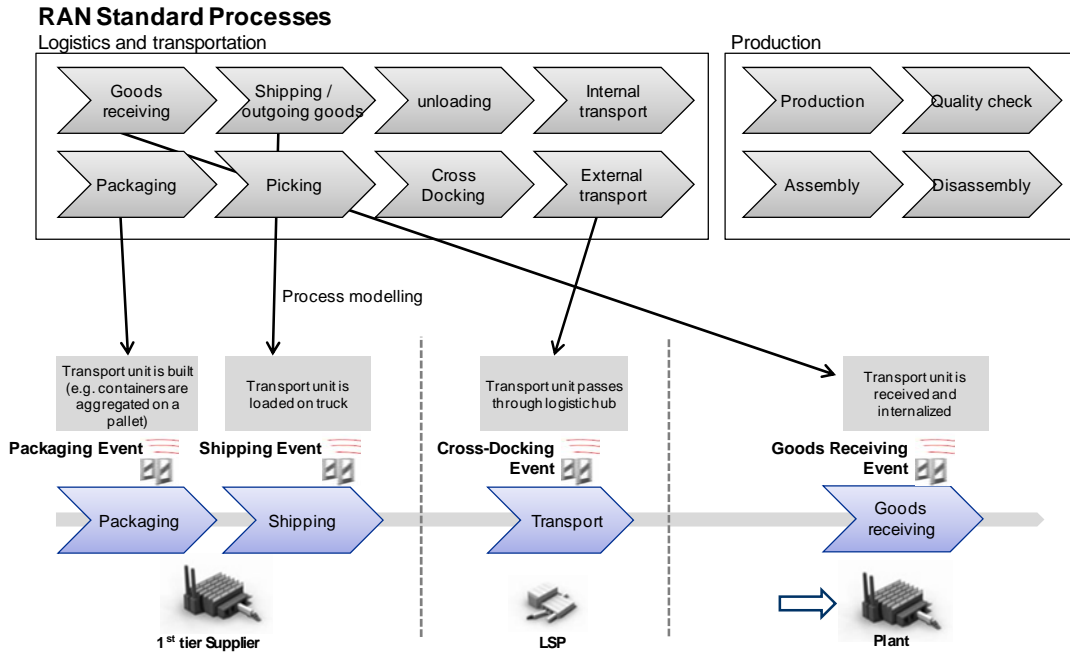 RAN Standard Processes
Logistics and transportation
Production
Goods
receiving
Shipping /
outgoing goods
unloading
Internal
transport
Production
Quality check
Packaging
Picking
Cross
Docking
External
transport
Assembly
Disassembly
Process modelling
Transport unit is built
(e.g. containers are
aggregated on a
pallet)
Transport unit is
loaded on truck
Transport unit passes
through logistic hub
Transport unit is
received and
internalized
Packaging Event
Shipping Event
Cross-Docking
Event
Goods Receiving
Event
Packaging
Shipping
Transport
Goods
receiving
1st tier Supplier
LSP
Plant